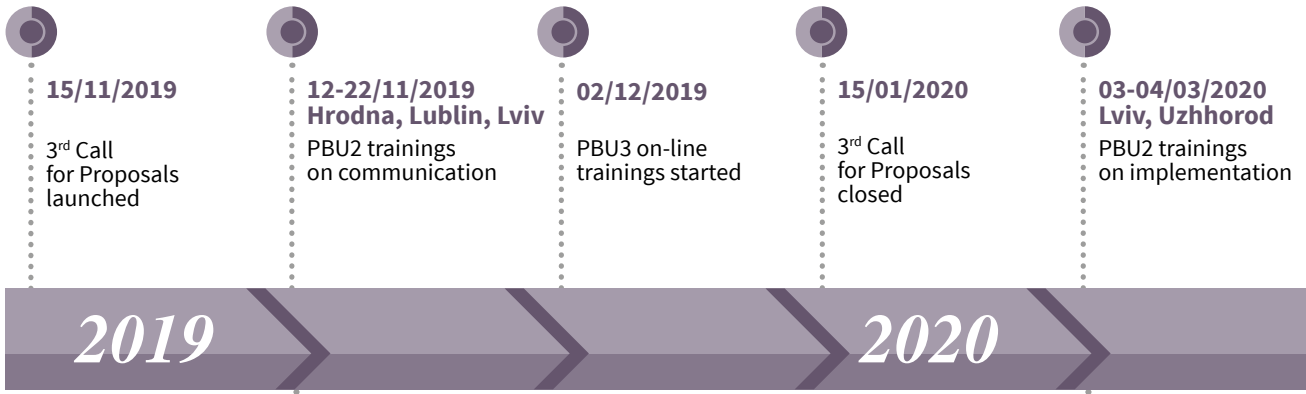 15/11/2019
3rd Call
for Proposals
launched
12-22/11/2019
Hrodna, Lublin, Lviv
PBU2 trainings
on communication
02/12/2019
PBU3 on-line
trainings started
15/01/2020
3rd Call
for Proposals
closed
03-04/03/2020
Lviv, Uzhhorod
PBU2 trainings
on implementation
2019
2020